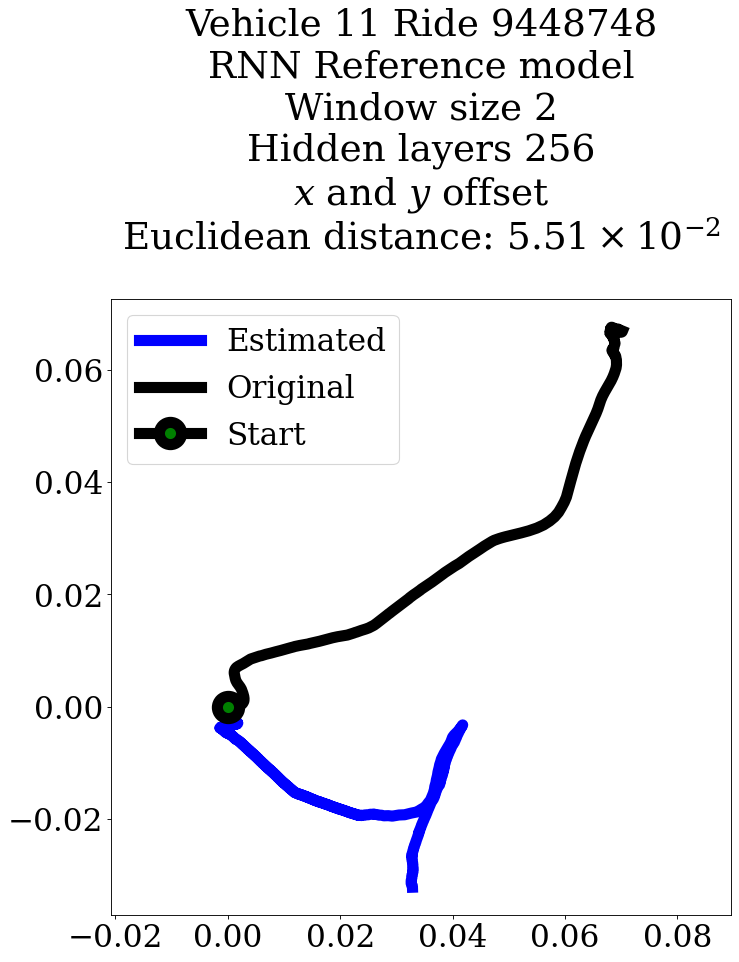 Vehicle 11 Ride 9448748
RNN Reference model
Window size 2
Hidden layers 256
x and y offset
Euclidean distance: 5.51 × 10⁻²
Estimated
Original
Start
0.06
0.04
0.02
0.00
−0.02
−0.02 0.00 0.02 0.04 0.06 0.08